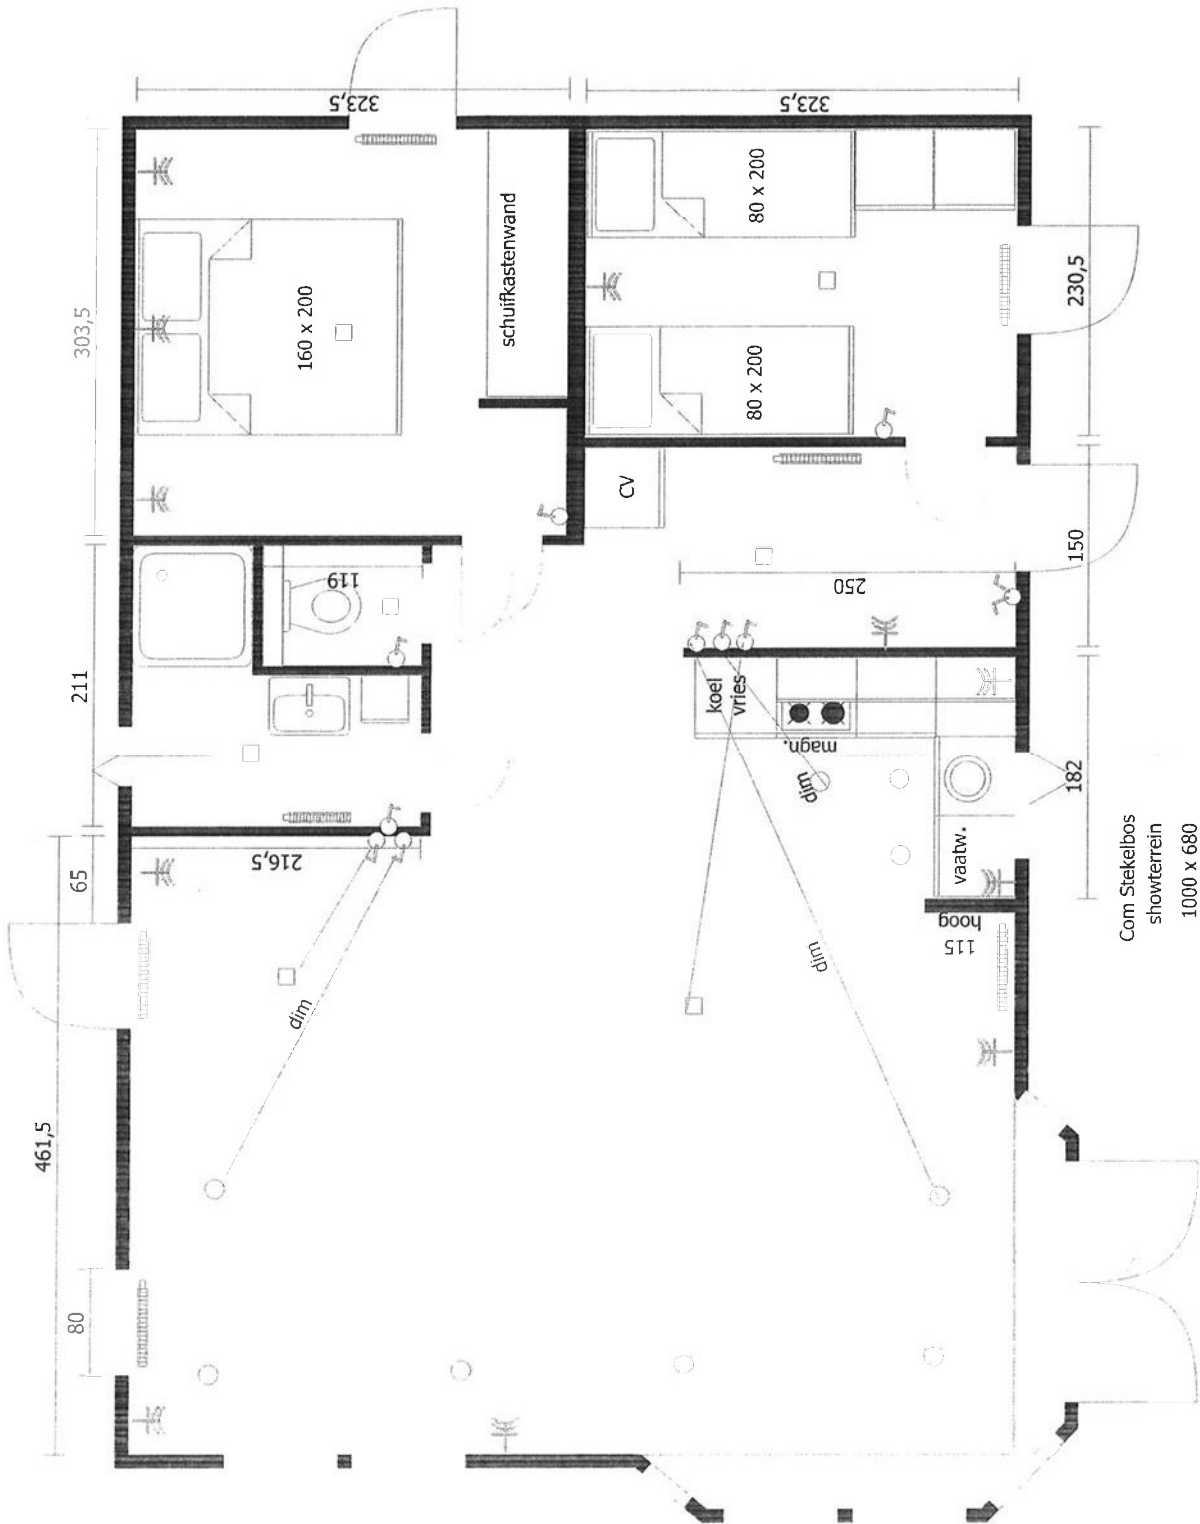 323,5
323,5
303,5
160 x 200
schuifkastenwand
80 x 200
80 x 200
230,5
CV
150
250
119
211
koel
vries
magn.
dim
182
vaatw.
hoog
115
216,5
65
dim
dim
461,5
80
Com Stekelbos
showterrein
1000 x 680